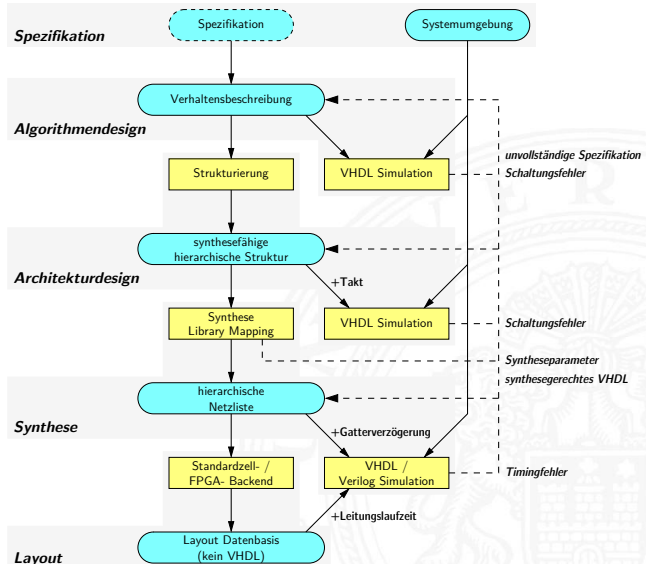 Spezifikation
Systemumgebung
Spezifikation
Verhaltensbeschreibung
Algorithmendesign
unvollständige Spezifikation
Strukturierung
VHDL Simulation
Schaltungsfehler
synthesefähige
hierarchische Struktur
Architekturdesign
+Takt
Synthese
Library Mapping
VHDL Simulation
Schaltungsfehler
Syntheseparameter
synthesegerechtes VHDL
hierarchische
Netzliste
Synthese
+Gatterverzögerung
Standardzell- /
FPGA- Backend
VHDL /
Verilog Simulation
Timingfehler
+Leitungslaufzeit
Layout Datenbasis
(kein VHDL)
Layout